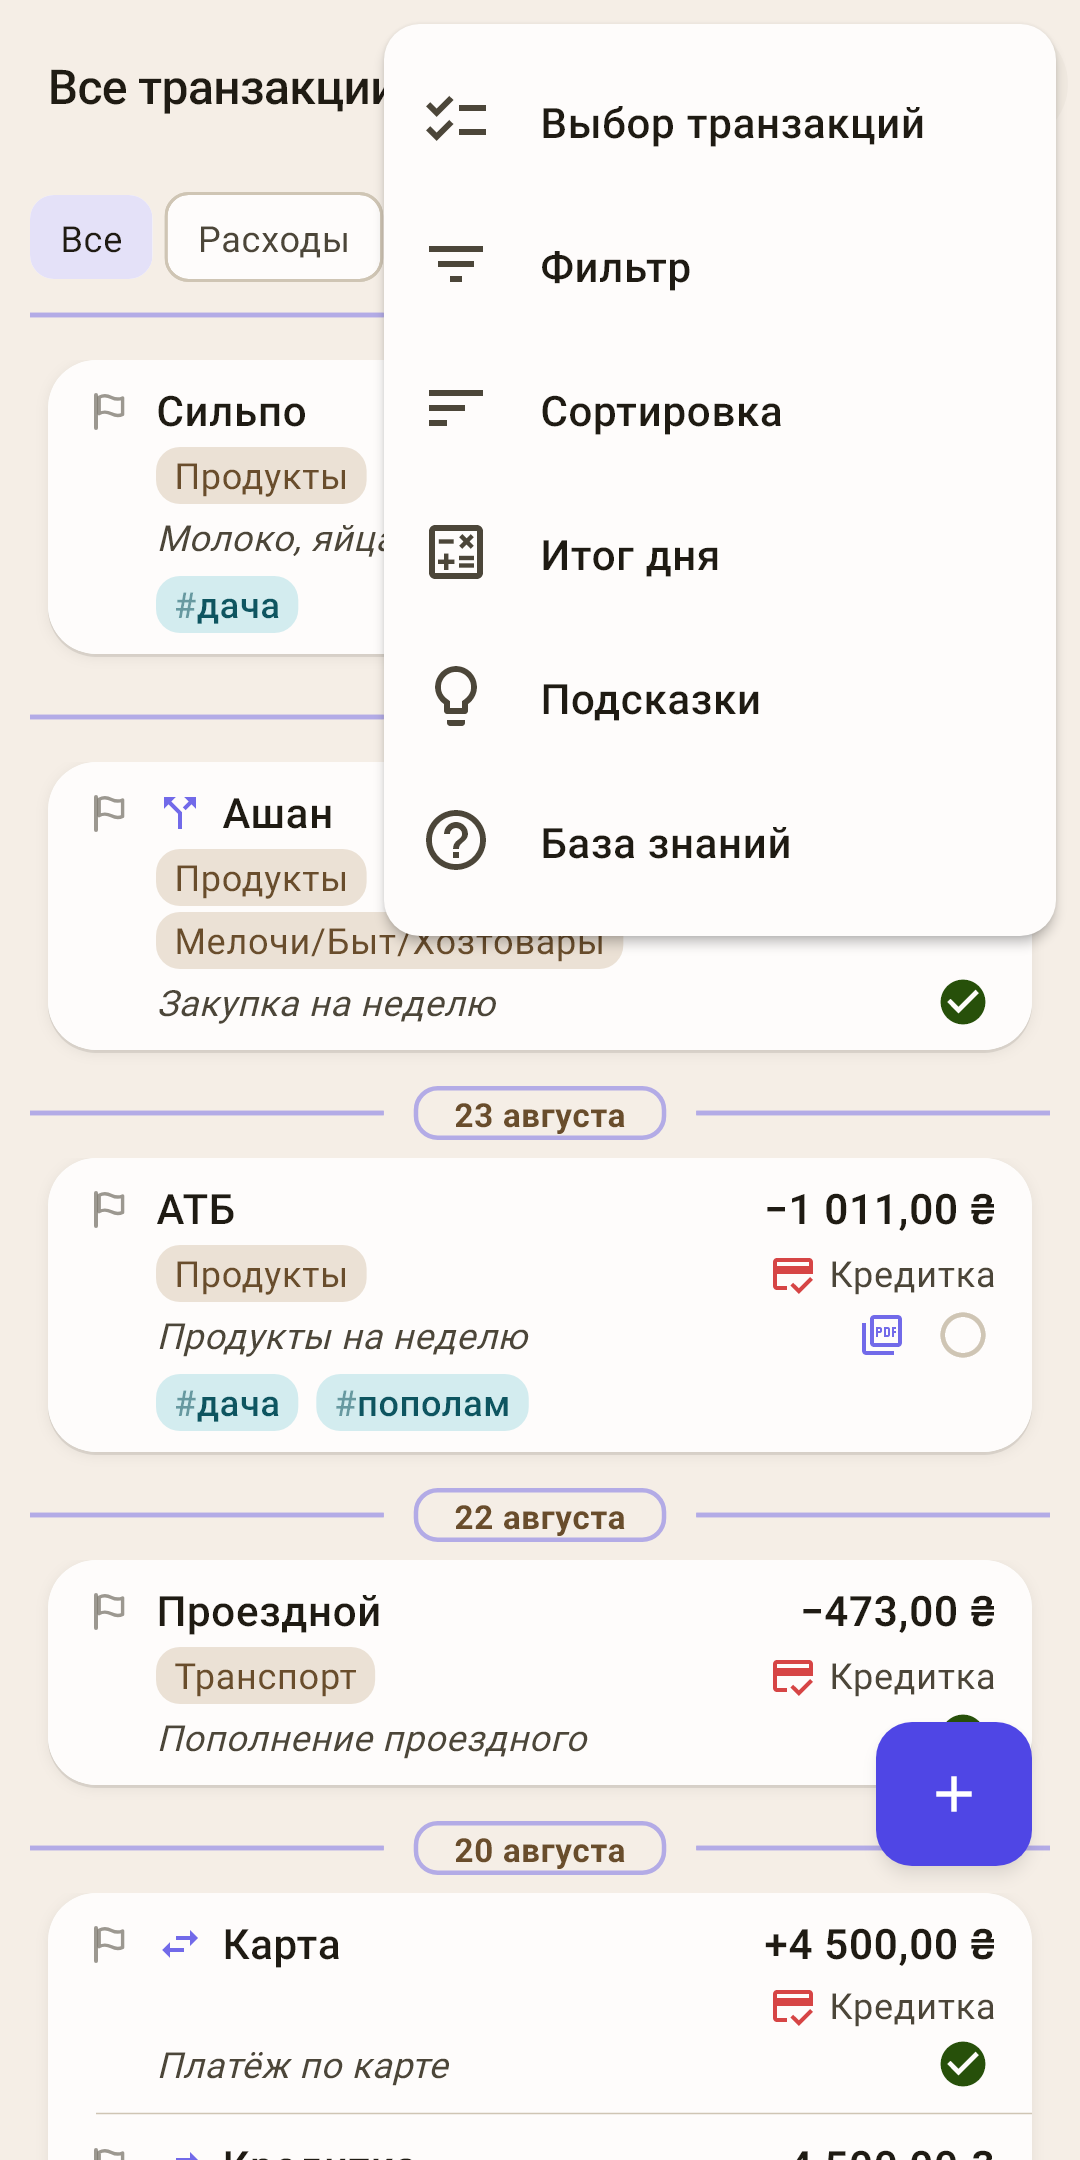 Все транзакции
Выбор транзакций
Все
Расходы
Фильтр
Сильпо
Сортировка
Продукты
Молоко, яйца
Итог дня
#дача
Подсказки
Ашан
База знаний
Продукты
Мелочи/Быт/Хозтовары
Закупка на неделю
23 августа
АТБ
−1 011,00 ₴
Продукты
Кредитка
Продукты на неделю
PDF
#дача #пополам
22 августа
Проездной
−473,00 ₴
Транспорт
Кредитка
Пополнение проездного
20 августа
Карта
+4 500,00 ₴
Кредитка
Платёж по карте